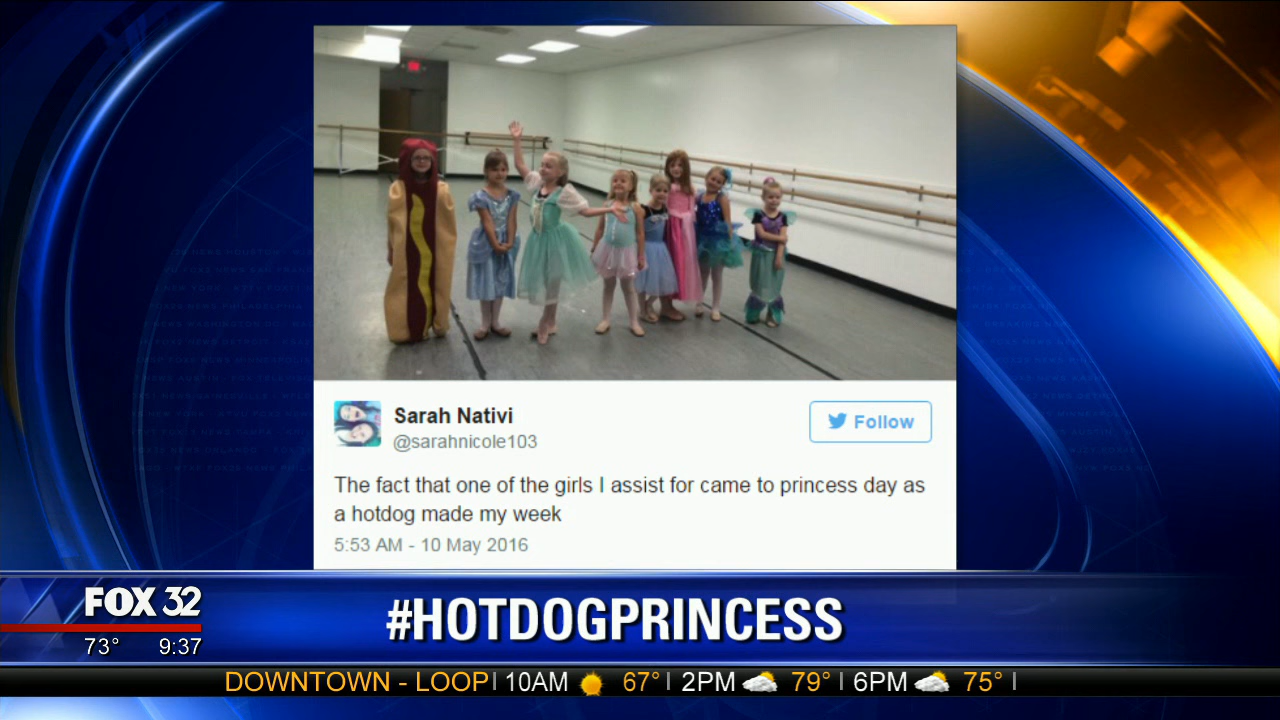 Sarah Nativi
@sarahnicole103
Follow
The fact that one of the girls I assist for came to princess day as
a hotdog made my week
5:53 AM - 10 May 2016
FOX 32
#HOTDOGPRINCESS
73° 9:37
DOWNTOWN - LOOP 10AM 67° 2PM 79° 6PM 75°